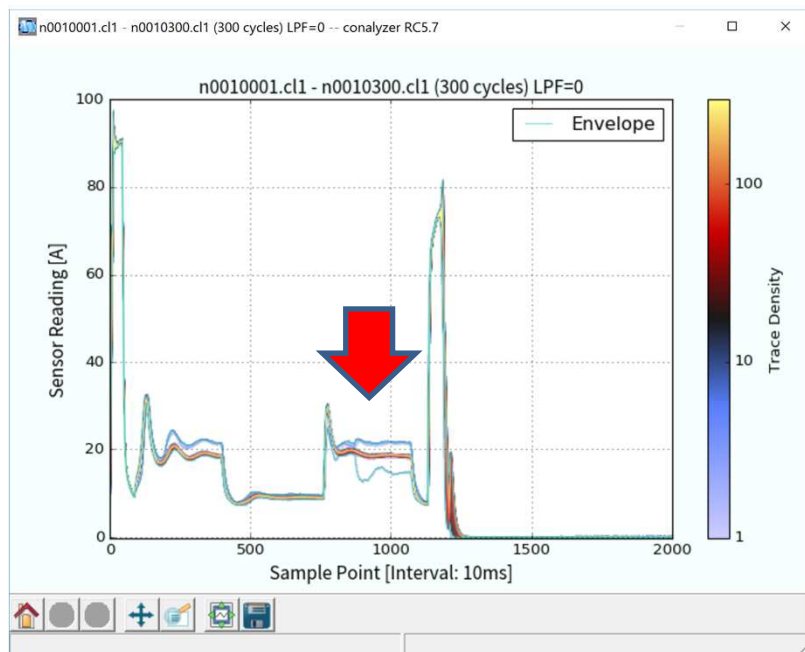 n0010001.cl1 - n0010300.cl1 (300 cycles) LPF=0 -- conalyzer RC5.7
n0010001.cl1 - n0010300.cl1 (300 cycles) LPF=0
Envelope
100
80
60
40
20
0
Sensor Reading [A]
0 500 1000 1500 2000
Sample Point [Interval: 10ms]
100
10
1
Trace Density